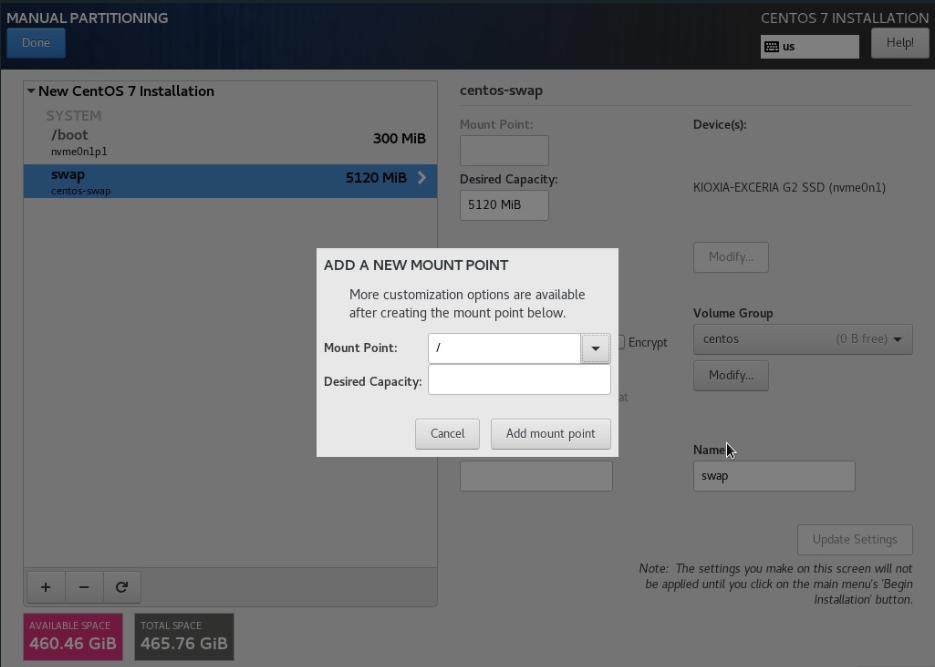 MANUAL PARTITIONING
CENTOS 7 INSTALLATION
Done
us
Help!
New CentOS 7 Installation
SYSTEM
/boot
300 MiB
nvme0n1p1
swap
5120 MiB
centos-swap
centos-swap
Mount Point:
Device(s):
Desired Capacity:
5120 MiB
KIOXIA-EXCERIA G2 SSD (nvme0n1)
Modify...
ADD A NEW MOUNT POINT
More customization options are available
after creating the mount point below.
Mount Point:
/
Desired Capacity:
Cancel
Add mount point
Volume Group
centos
(0 B free)
Encrypt
Modify...
Name
swap
Update Settings
Note: The settings you make on this screen will not
be applied until you click on the main menu's 'Begin
Installation' button.
+
−
AVAILABLE SPACE
460.46 GiB
TOTAL SPACE
465.76 GiB